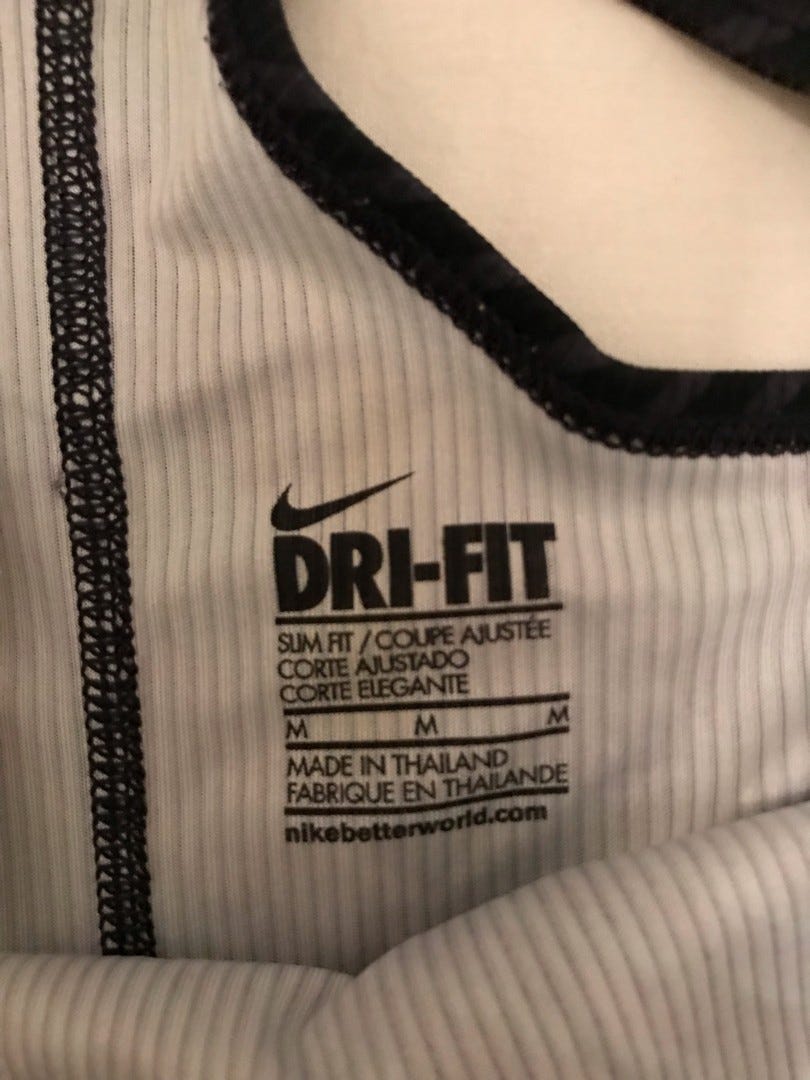 DRI-FIT
SLIM FIT / COUPE AJUSTÉE
CORTE AJUSTADO
CORTE ELEGANTE
M M M
MADE IN THAILAND
FABRIQUE EN THAILANDE
nikebetterworld.com